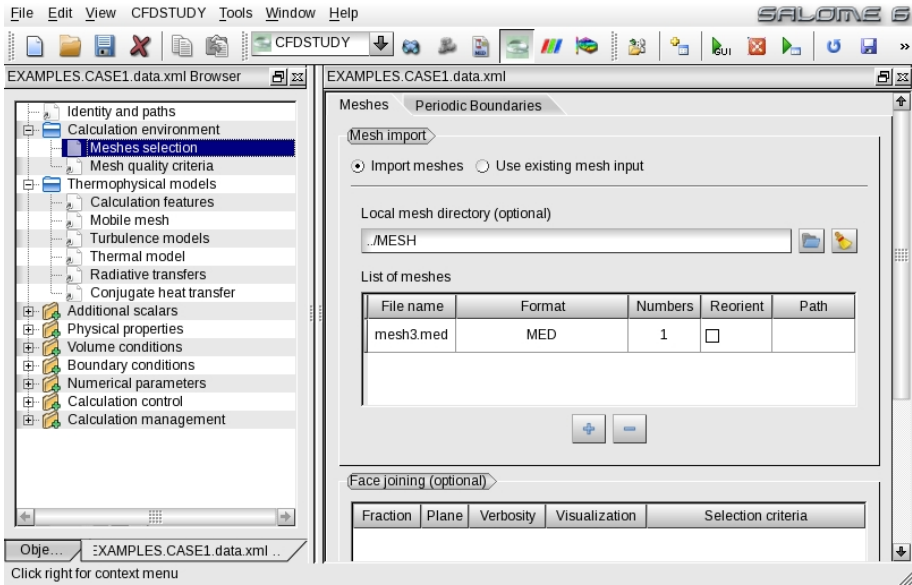 File Edit View CFDSTUDY Tools Window Help
SALOME 6
CFDSTUDY
GUI
»
EXAMPLES.CASE1.data.xml Browser
Identity and paths
Calculation environment
Meshes selection
Mesh quality criteria
Thermophysical models
Calculation features
Mobile mesh
Turbulence models
Thermal model
Radiative transfers
Conjugate heat transfer
Additional scalars
Physical properties
Volume conditions
Boundary conditions
Numerical parameters
Calculation control
Calculation management
Obje...
EXAMPLES.CASE1.data.xml ..
EXAMPLES.CASE1.data.xml
Meshes Periodic Boundaries
Mesh import
Import meshes Use existing mesh input
Local mesh directory (optional)
../MESH
List of meshes
File name Format Numbers Reorient Path
mesh3.med MED 1
Face joining (optional)
Fraction Plane Verbosity Visualization Selection criteria
Click right for context menu